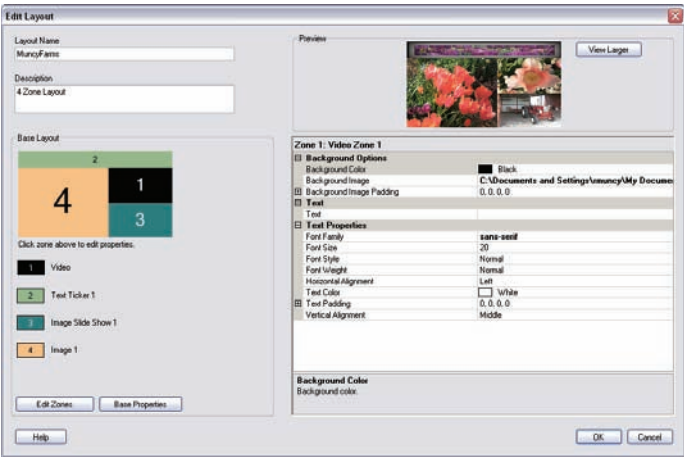 Edit Layout
Layout Name
MuncyFarms
Description
4 Zone Layout
Preview
View Larger
Base Layout
2
4
1
3
Click zone above to edit properties.
1 Video
2 Text Ticker 1
3 Image Slide Show 1
4 Image 1
Edit Zones
Base Properties
Zone 1: Video Zone 1
Background Options
Background Color Black
Background Image C:\Documents and Settings\smuncy\My Docume
Background Image Padding 0, 0, 0, 0
Text
Text
Text Properties
Font Family sans-serif
Font Size 20
Font Style Normal
Font Weight Normal
Horizontal Alignment Left
Text Color White
Text Padding 0, 0, 0, 0
Vertical Alignment Middle
Background Color
Background color.
Help
OK
Cancel